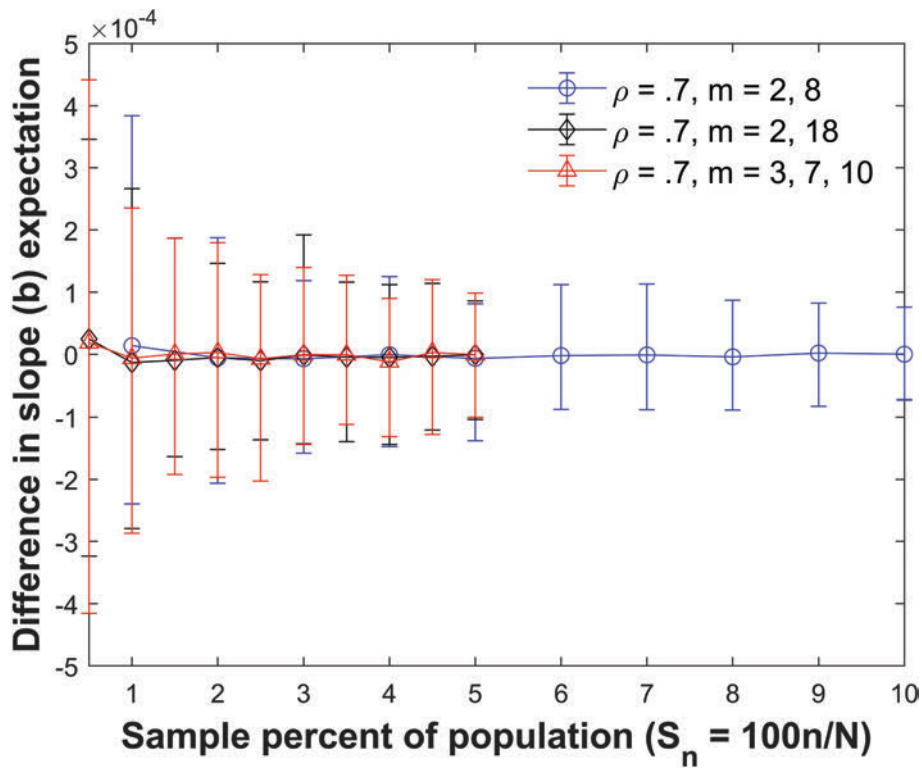 ×10⁻⁴
5
4
3
2
1
0
-1
-2
-3
-4
-5
Difference in slope (b) expectation
ρ = .7, m = 2, 8
ρ = .7, m = 2, 18
ρ = .7, m = 3, 7, 10
1 2 3 4 5 6 7 8 9 10
Sample percent of population (Sₙ = 100n/N)